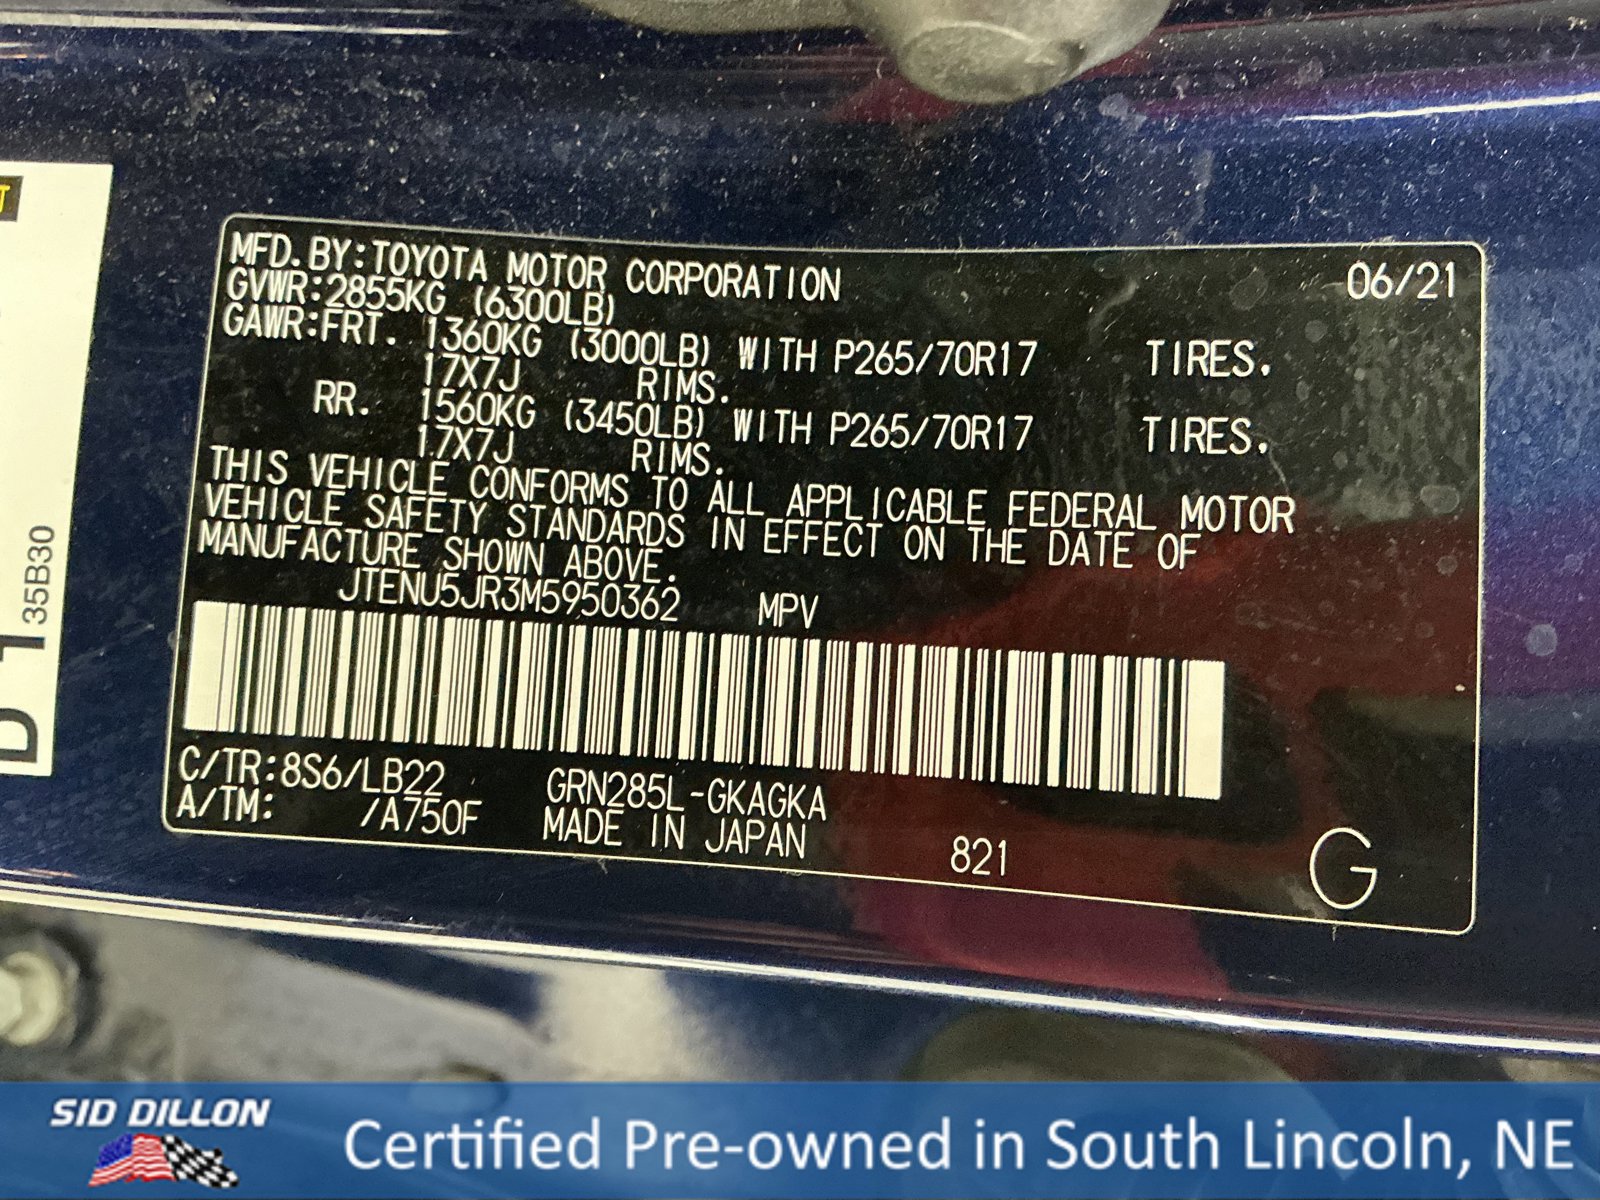 MFD. BY: TOYOTA MOTOR CORPORATION 06/21
GVWR: 2855KG (6300LB)
GAWR: FRT. 1360KG (3000LB) WITH P265/70R17 TIRES.
17X7J RIMS.
RR. 1560KG (3450LB) WITH P265/70R17 TIRES.
17X7J RIMS.
THIS VEHICLE CONFORMS TO ALL APPLICABLE FEDERAL MOTOR
VEHICLE SAFETY STANDARDS IN EFFECT ON THE DATE OF
MANUFACTURE SHOWN ABOVE.
JTENU5JR3M5950362 MPV
C/TR: 8S6/LB22 GRN285L-GKAGKA
A/TM: /A750F MADE IN JAPAN 821 G
35B30
SID DILLON
Certified Pre-owned in South Lincoln, NE